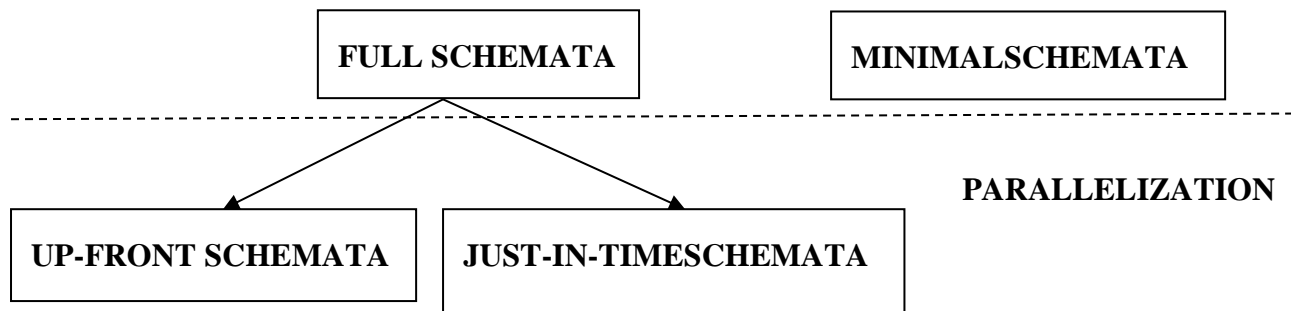 FULL SCHEMATA
MINIMALSCHEMATA
PARALLELIZATION
UP-FRONT SCHEMATA
JUST-IN-TIMESCHEMATA